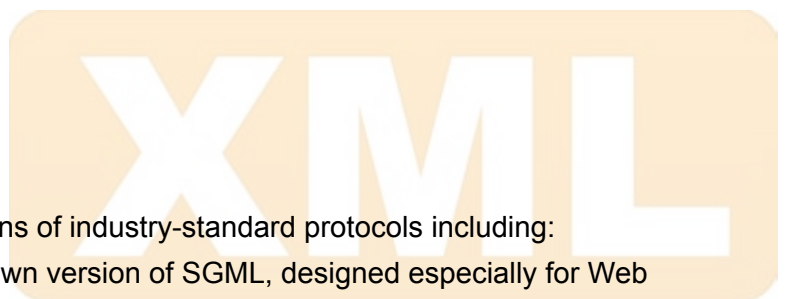 XML
ns of industry-standard protocols including:
wn version of SGML, designed especially for Web